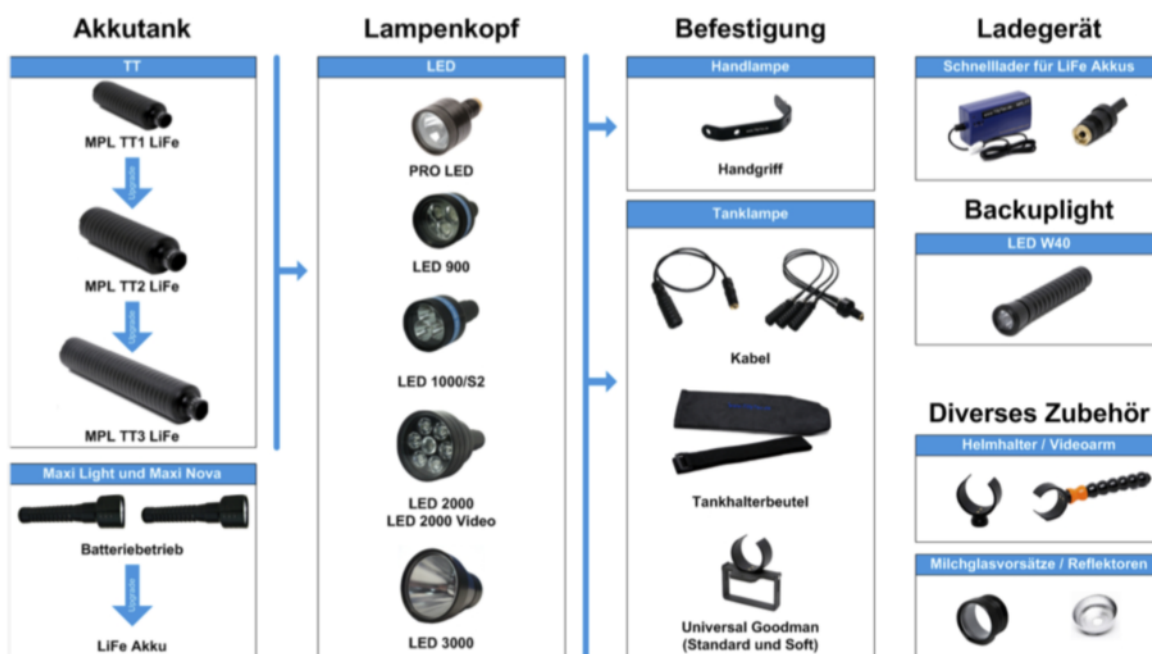 Akkutank
TT
MPL TT1 LiFe
Upgrade
MPL TT2 LiFe
Upgrade
MPL TT3 LiFe
Maxi Light und Maxi Nova
Batteriebetrieb
Upgrade
LiFe Akku
Lampenkopf
LED
PRO LED
LED 900
LED 1000/S2
LED 2000
LED 2000 Video
LED 3000
Befestigung
Handlampe
Handgriff
Tanklampe
Kabel
Tankhalterbeutel
Universal Goodman
(Standard und Soft)
Ladegerät
Schnelllader für LiFe Akkus
Backuplight
LED W40
Diverses Zubehör
Helmhalter / Videoarm
Milchglasvorsätze / Reflektoren